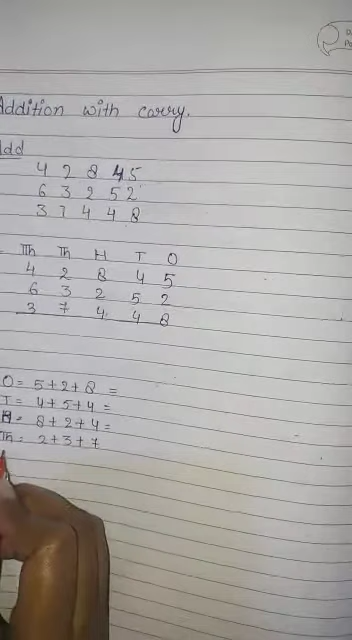 Addition with carry.
Add
4 2 8 4 5
6 3 2 5 2
3 7 4 4 8
Th Th H T O
4 2 8 4 5
6 3 2 5 2
3 7 4 4 8
O = 5+2+8 =
T = 4+5+4 =
H = 8+2+4 =
Th = 2+3+7